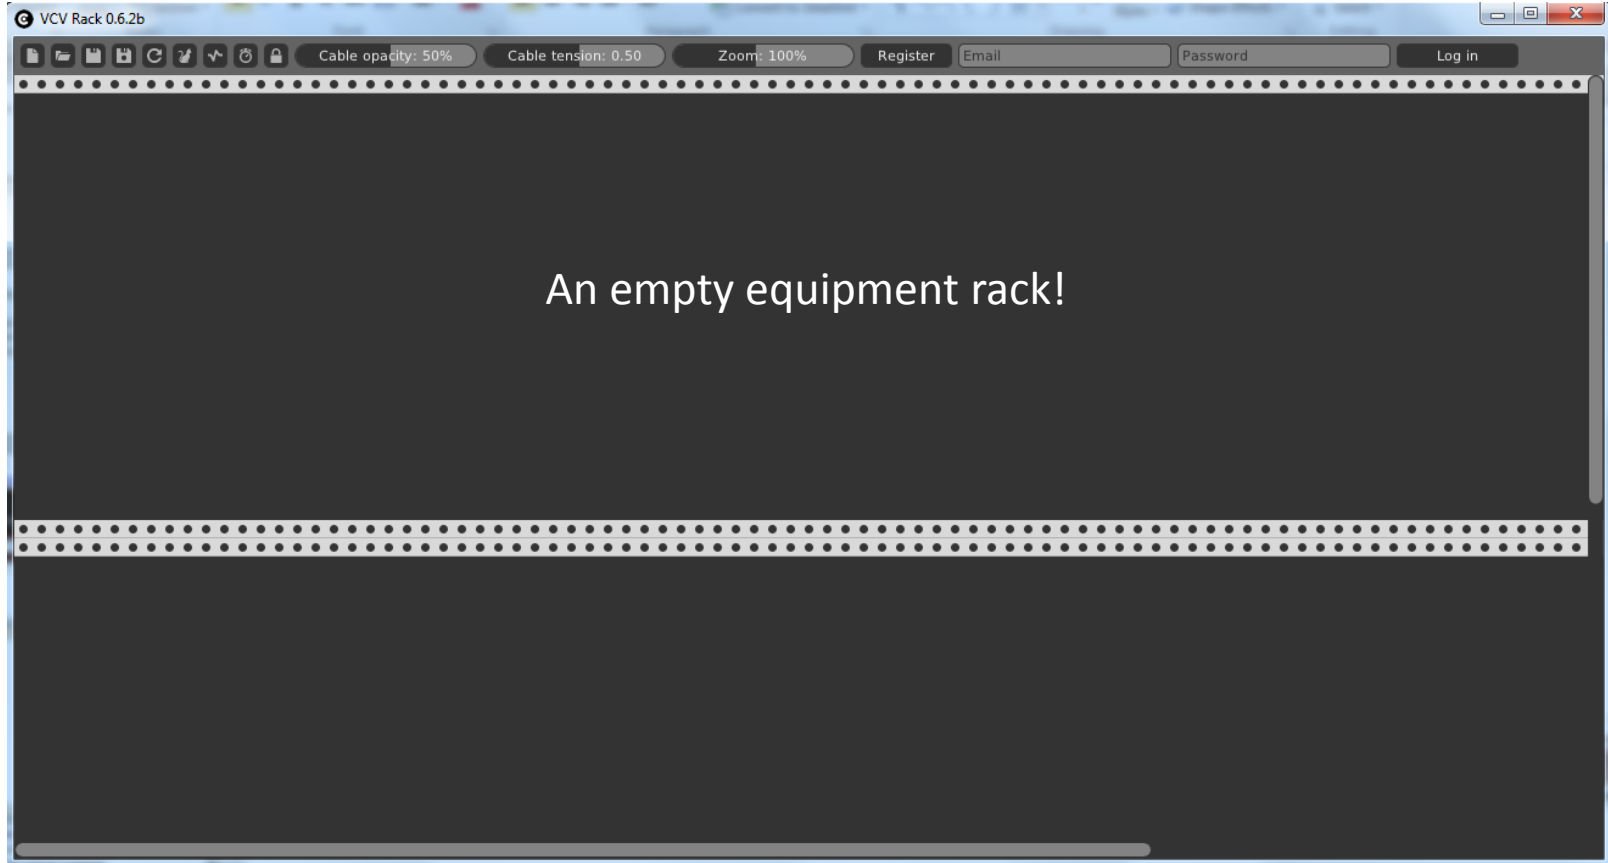 VCV Rack 0.6.2b
Cable opacity: 50% Cable tension: 0.50 Zoom: 100% Register Email Password Log in
An empty equipment rack!